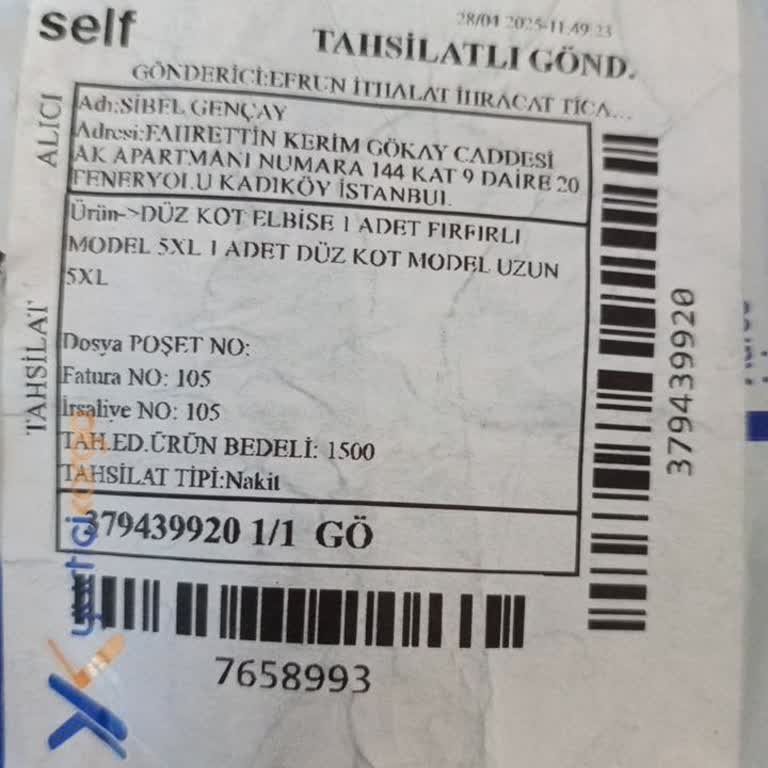 self
28/04 2025-11.49:23
TAHSİLATLI GÖND.
GÖNDERİCİ:EFRUN İTHALAT İHRACAT TİCA...
ALICI
Adı:SİBEL GENÇAY
Adresi:FAHRETTİN KERİM GÖKAY CADDESİ
AK APARTMANI NUMARA 144 KAT 9 DAİRE 20
FENERYOLU KADIKÖY İSTANBUL
TAHSİLAT
Ürün->DÜZ KOT ELBİSE 1 ADET FIRFIRLI
MODEL 5XL 1 ADET DÜZ KOT MODEL UZUN
5XL
Dosya POŞET NO:
Fatura NO: 105
İrsaliye NO: 105
TAH.ED.ÜRÜN BEDELİ: 1500
TAHSİLAT TİPİ:Nakit
379439920 1/1 GÖ
379439920
7658993
yurtiçi kargo